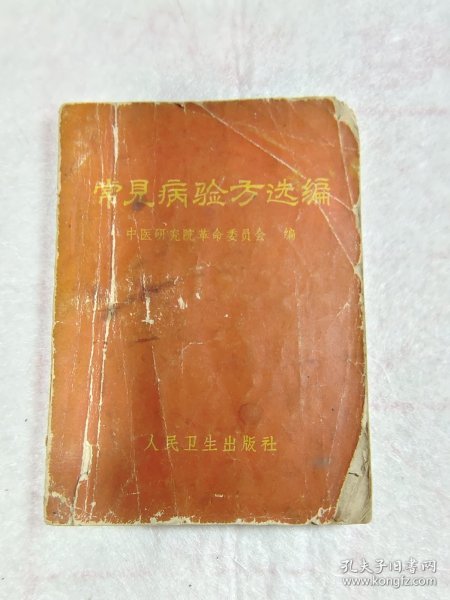 常见病验方选编
中医研究院革命委员会 编
人民卫生出版社
孔夫子旧书网
www.kongfz.com